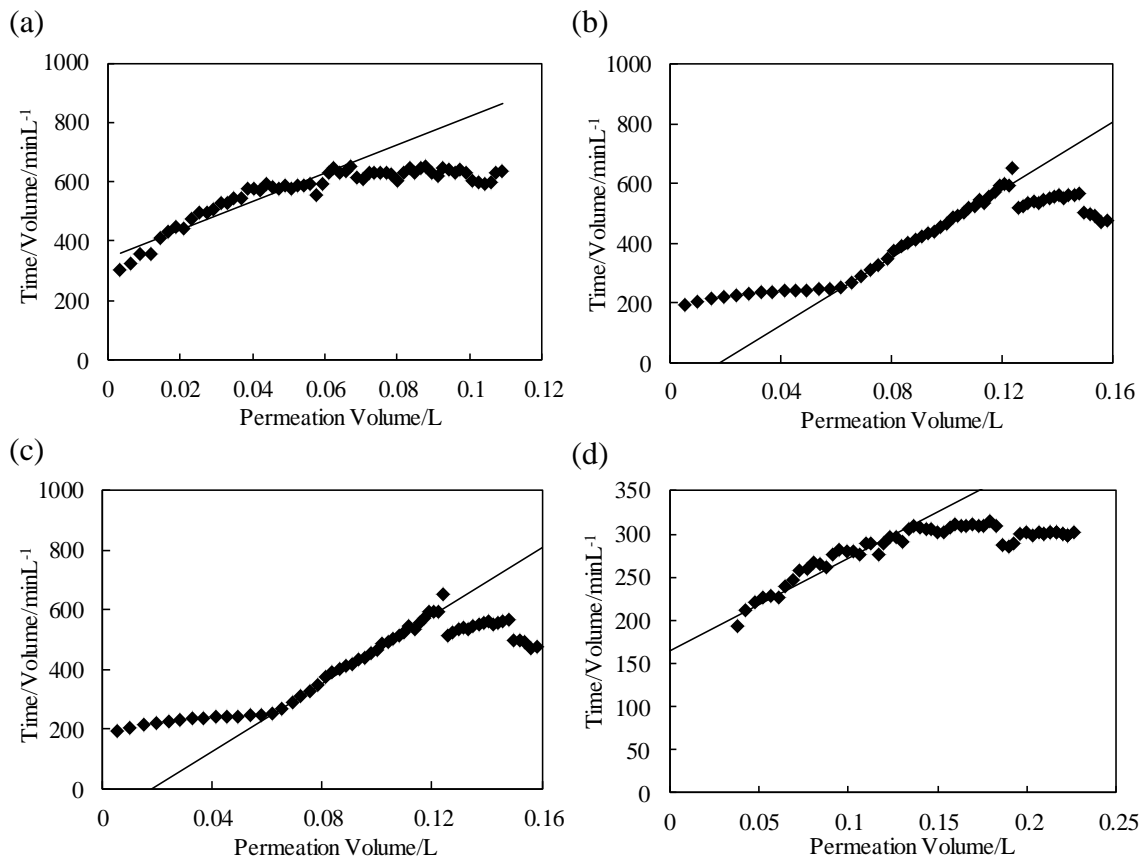 (a)
1000
800
600
400
200
0
0 0.02 0.04 0.06 0.08 0.1 0.12
Time/Volume/minL⁻¹
Permeation Volume/L
(b)
1000
800
600
400
200
0
0 0.04 0.08 0.12 0.16
Time/Volume/minL⁻¹
Permeation Volume/L
(c)
1000
800
600
400
200
0
0 0.04 0.08 0.12 0.16
Time/Volume/minL⁻¹
Permeation Volume/L
(d)
350
300
250
200
150
100
50
0
0 0.05 0.1 0.15 0.2 0.25
Time/Volume/minL⁻¹
Permeation Volume/L